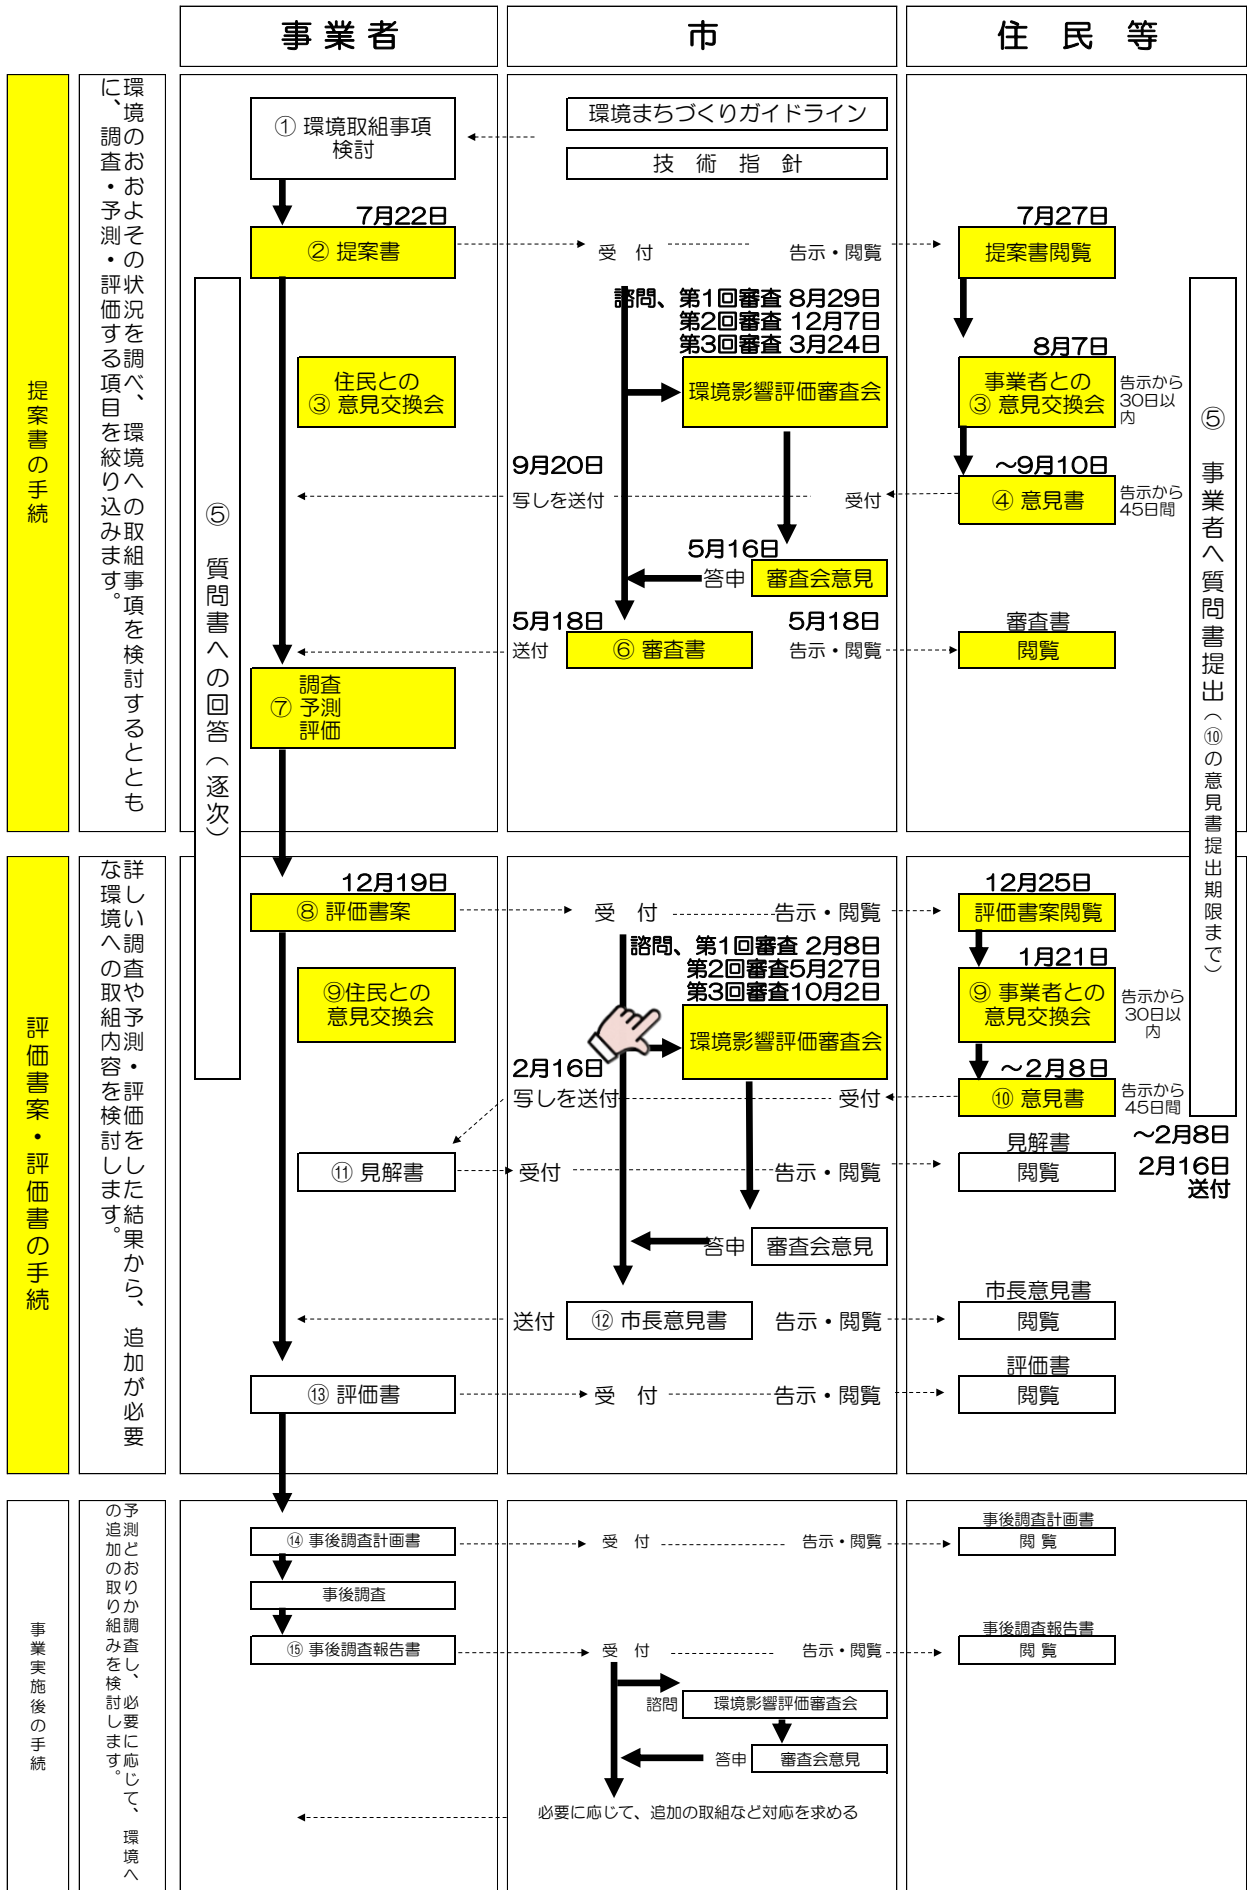 事業者
市
住民等
提案書の手続
環境のおおよその状況を調べ、環境への取組事項を検討するととも
に、調査・予測・評価する項目を絞り込みます。
① 環境取組事項
検討
環境まちづくりガイドライン
技術指針
7月22日
② 提案書
受付
告示・閲覧
7月27日
提案書閲覧
諮問、第1回審査 8月29日
第2回審査 12月7日
第3回審査 3月24日
環境影響評価審査会
住民との
③ 意見交換会
8月7日
事業者との
③ 意見交換会
告示から
30日以
内
9月20日
写しを送付
受付
～9月10日
④ 意見書
告示から
45日間
⑤ 質問書への回答（逐次）
⑤ 事業者へ質問書提出（⑩の意見書提出期限まで）
5月16日
答申
審査会意見
5月18日
送付
⑥ 審査書
5月18日
告示・閲覧
審査書
閲覧
調査
⑦ 予測
評価
評価書案・評価書の手続
詳しい調査や予測・評価をした結果から、追加が必要
な環境への取組内容を検討します。
12月19日
⑧ 評価書案
受付
告示・閲覧
12月25日
評価書案閲覧
諮問、第1回審査 2月8日
第2回審査5月27日
第3回審査10月2日
環境影響評価審査会
⑨住民との
意見交換会
1月21日
⑨ 事業者との
意見交換会
告示から
30日以
内
2月16日
写しを送付
受付
～2月8日
⑩ 意見書
告示から
45日間
～2月8日
2月16日
送付
⑪ 見解書
受付
告示・閲覧
見解書
閲覧
答申
審査会意見
送付
⑫ 市長意見書
告示・閲覧
市長意見書
閲覧
⑬ 評価書
受付
告示・閲覧
評価書
閲覧
事業実施後の手続
予測どおりか調査し、必要に応じて、環境へ
の追加の取り組みを検討します。
⑭ 事後調査計画書
受付
告示・閲覧
事後調査計画書
閲覧
事後調査
⑮ 事後調査報告書
受付
告示・閲覧
事後調査報告書
閲覧
諮問
環境影響評価審査会
答申
審査会意見
必要に応じて、追加の取組など対応を求める